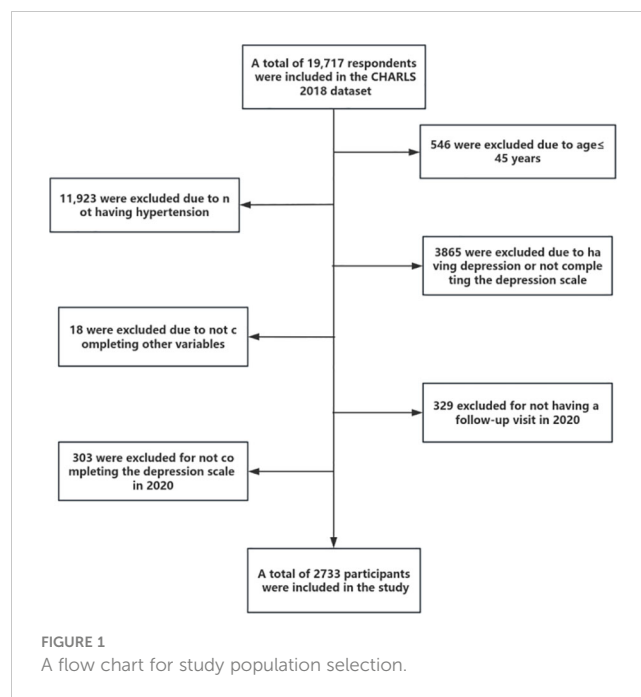 A total of 19,717 respondents
were included in the CHARLS
2018 dataset
546 were excluded due to age≤
45 years
11,923 were excluded due to n
ot having hypertension
3865 were excluded due to ha
ving depression or not comple
ting the depression scale
18 were excluded due to not c
ompleting other variables
329 excluded for not having a
follow-up visit in 2020
303 were excluded for not co
mpleting the depression scale
in 2020
A total of 2733 participants
were included in the study
FIGURE 1
A flow chart for study population selection.